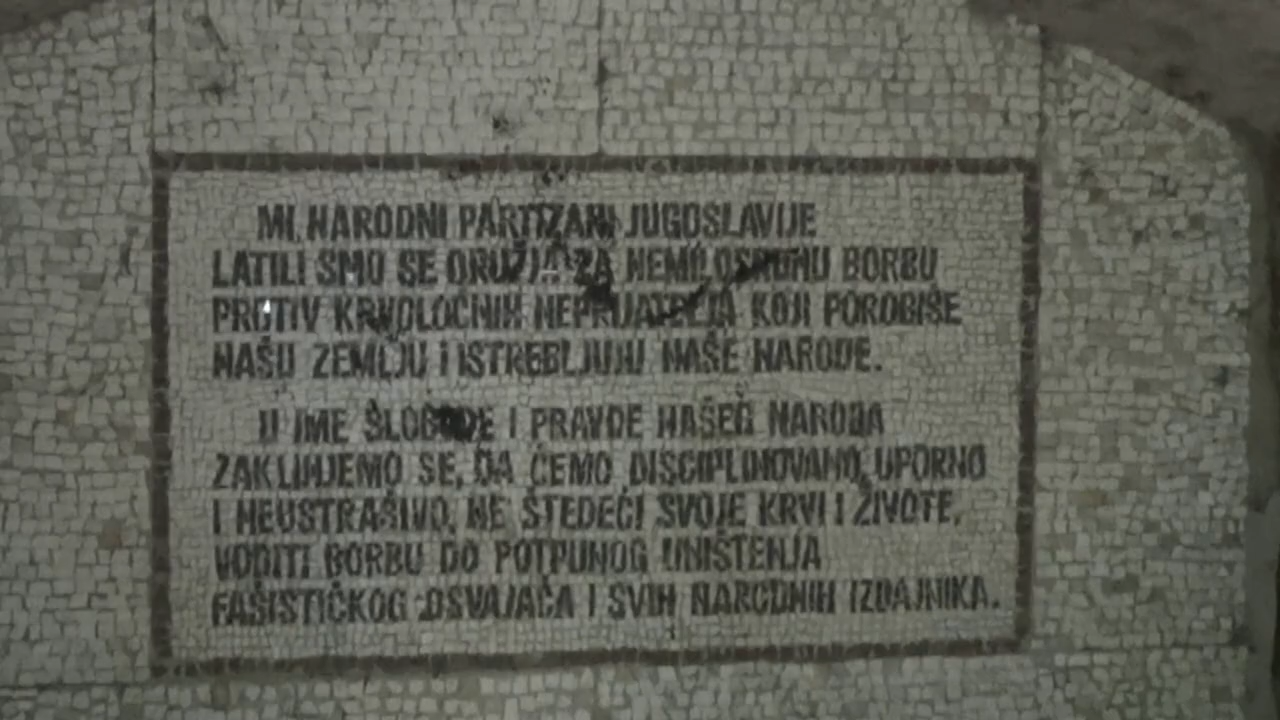 MI, NARODNI PARTIZANI JUGOSLAVIJE
LATILI SMO SE ORUŽJA ZA NEMILOSRDNU BORBU
PROTIV KRVOLOČNIH NEPRIJATELJA KOJI POROBIŠE
NAŠU ZEMLJU I ISTREBLJUJU NAŠE NARODE.
U IME SLOBODE I PRAVDE NAŠEG NARODA
ZAKLINJEMO SE, DA ĆEMO DISCIPLINOVANO, UPORNO
I NEUSTRAŠIVO, NE ŠTEDEĆI SVOJE KRVI I ŽIVOTE,
VODITI BORBU DO POTPUNOG UNIŠTENJA
FAŠISTIČKOG OSVAJAČA I SVIH NARODNIH IZDAJNIKA.